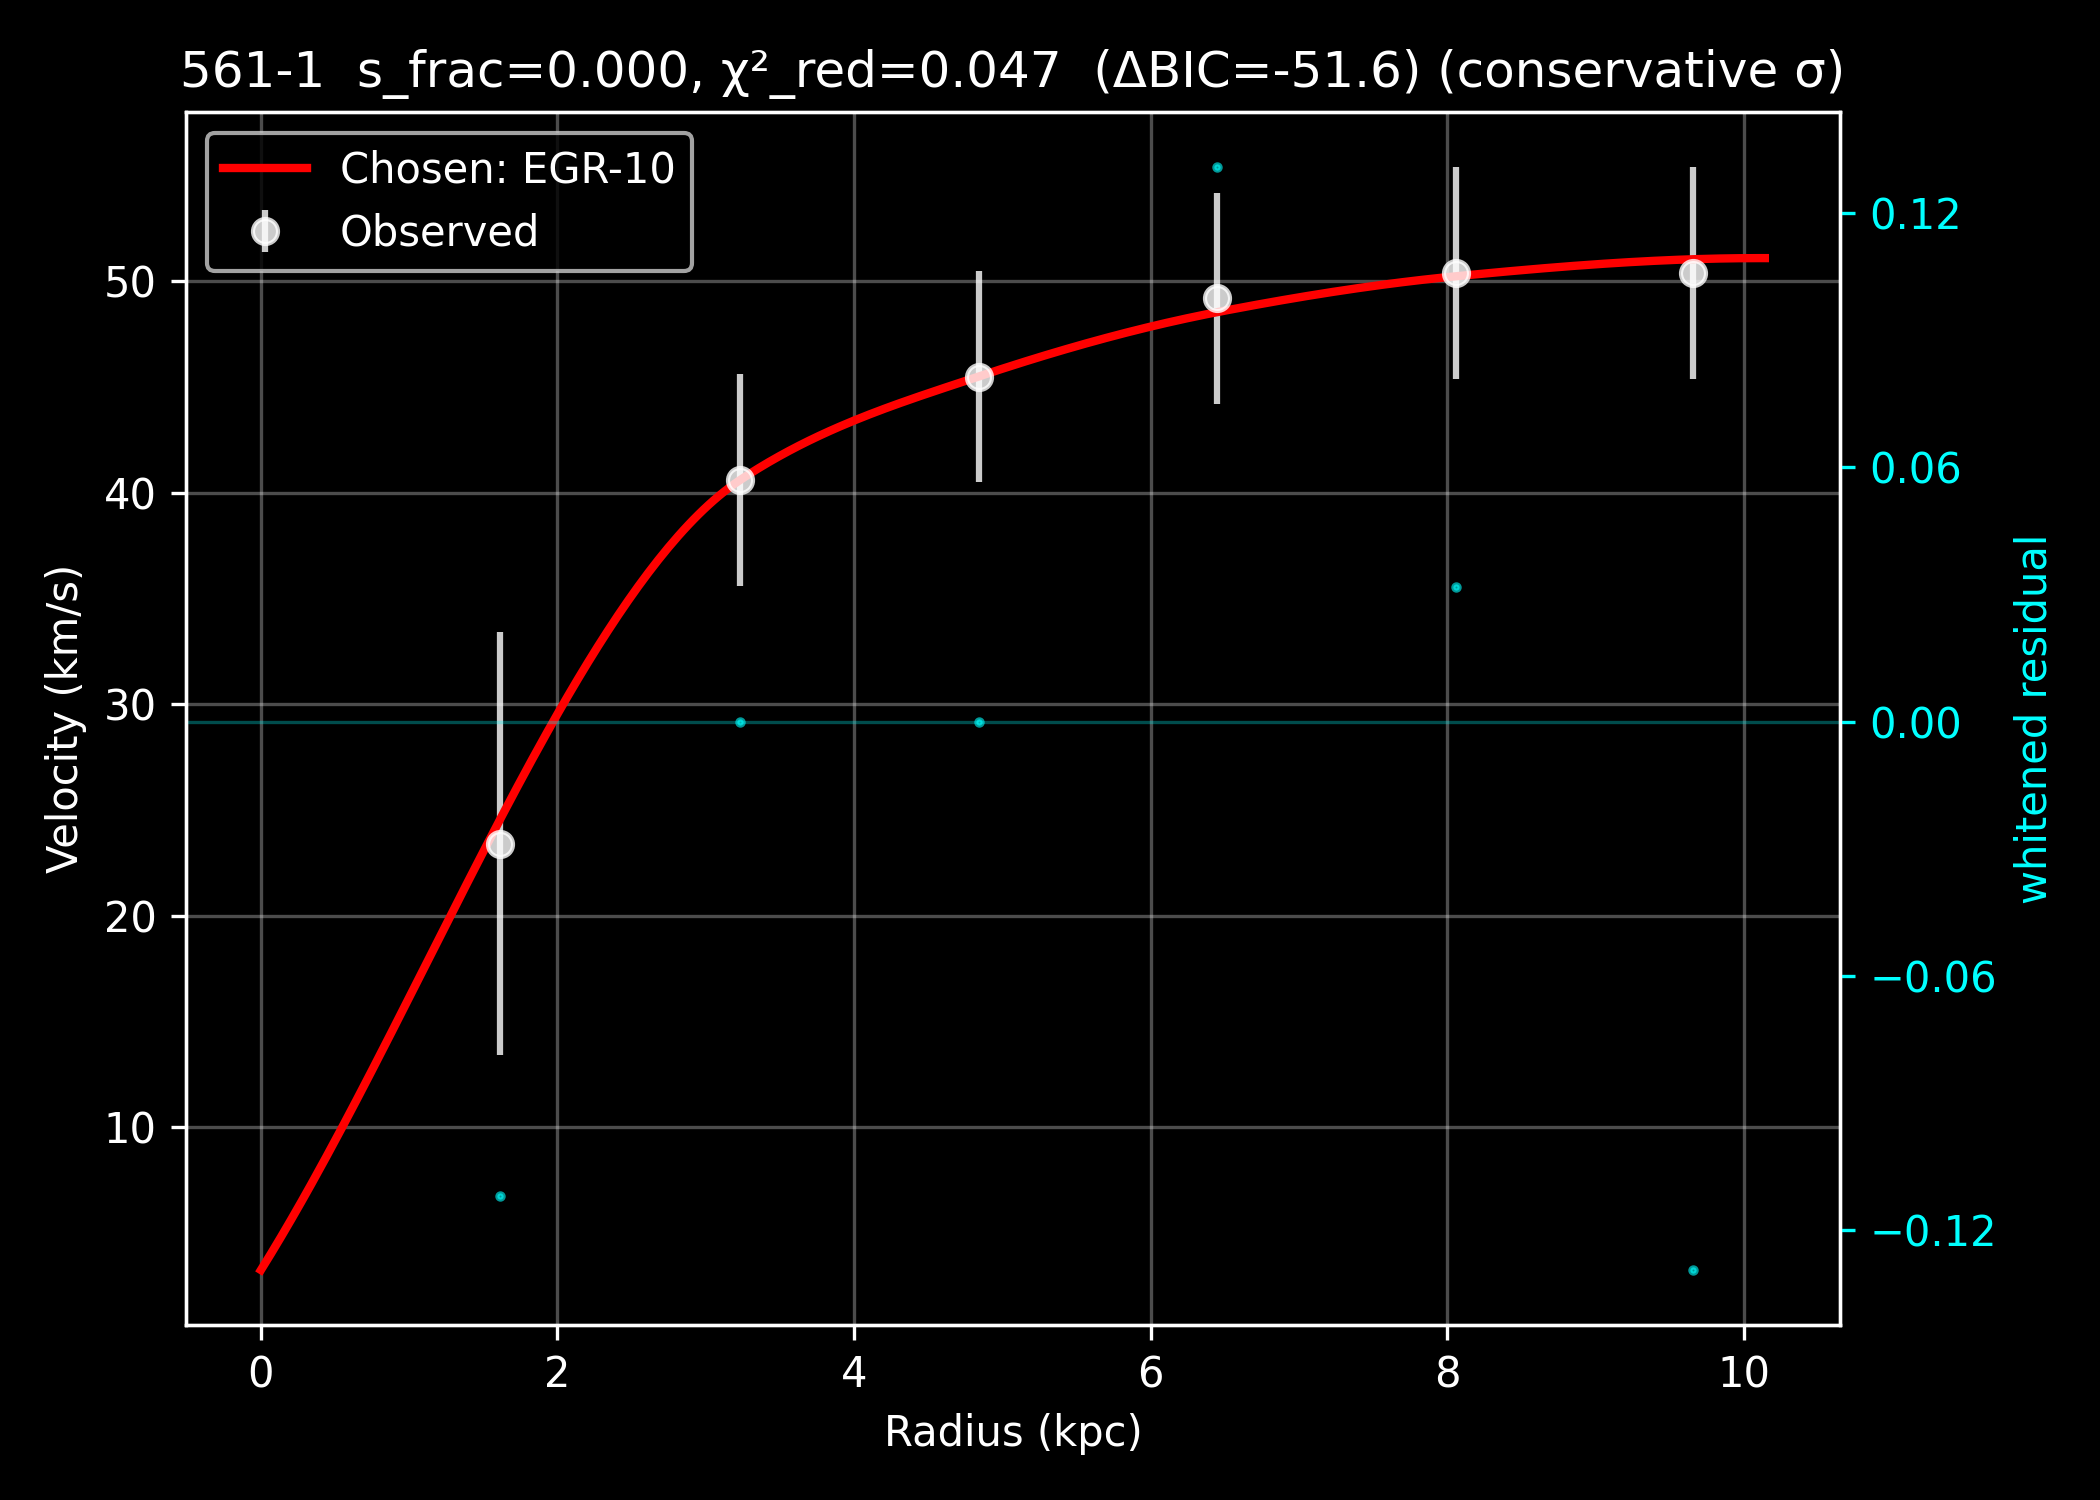 561-1  s_frac=0.000, χ²_red=0.047  (ΔBIC=-51.6) (conservative σ)
Chosen: EGR-10
Observed
50
40
30
20
10
Velocity (km/s)
0.12
0.06
0.00
−0.06
−0.12
whitened residual
0 2 4 6 8 10
Radius (kpc)